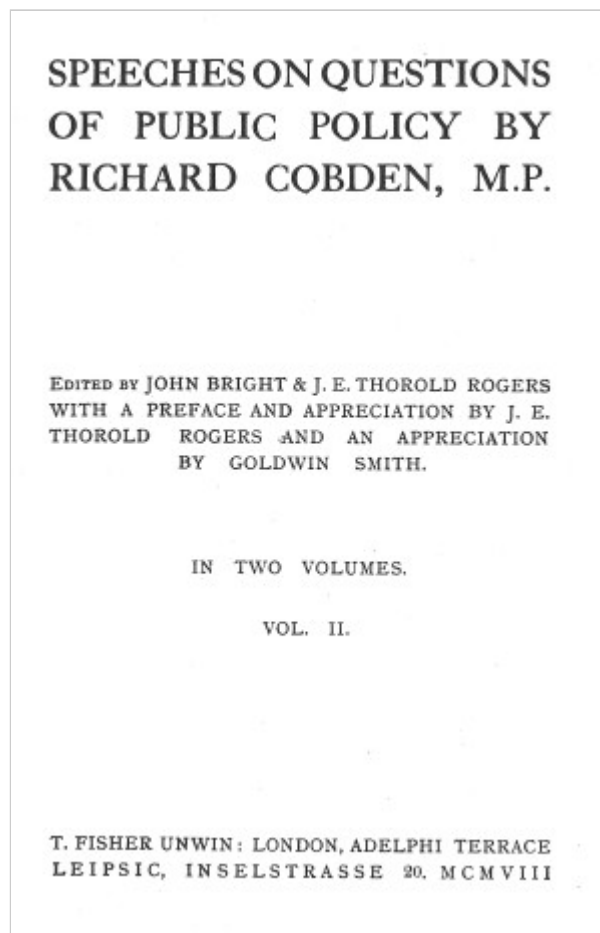 SPEECHES ON QUESTIONS
OF PUBLIC POLICY BY
RICHARD COBDEN, M.P.
EDITED BY JOHN BRIGHT & J. E. THOROLD ROGERS
WITH A PREFACE AND APPRECIATION BY J. E.
THOROLD ROGERS AND AN APPRECIATION
BY GOLDWIN SMITH.
IN TWO VOLUMES.
VOL. II.
T. FISHER UNWIN: LONDON, ADELPHI TERRACE
LEIPSIC, INSELSTRASSE 20. MCMVIII